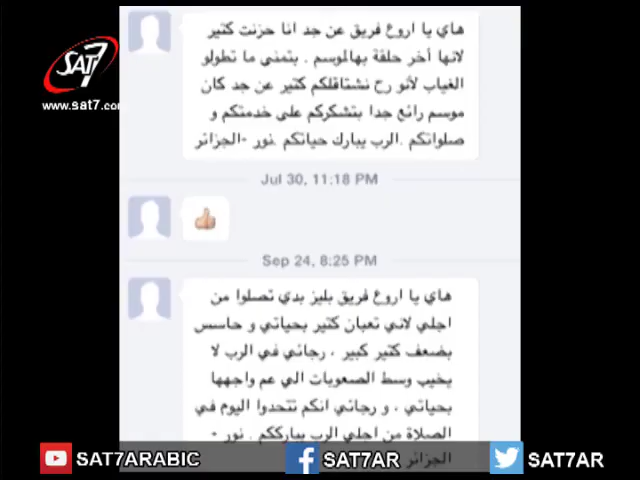 هاي يا اروع فريق عن جد انا حزنت كتير
لانها أخر حلقة بهالموسم . بتمني ما تطولو
الغياب لأنو رح نشتاقلكم كتير عن جد كان
موسم رائع جدا بتشكركم على خدمتكم و
صلواتكم .الرب يبارك حياتكم .نور -الجزائر
SAT7
www.sat7.com
Jul 30, 11:18 PM
Sep 24, 8:25 PM
هاي يا اروع فريق بليز بدي تصلوا من
اجلي لاني تعبان كتير بحياتي و حاسس
بضعف كتير كبير ، رجائي في الرب لا
يخيب وسط الصعوبات الي عم واجهها
بحياتي ، و رجائي انكم تتحدوا اليوم في
الصلاة من اجلي الرب يبارككم . نور -
الجزائر
SAT7ARABIC
SAT7AR
SAT7AR